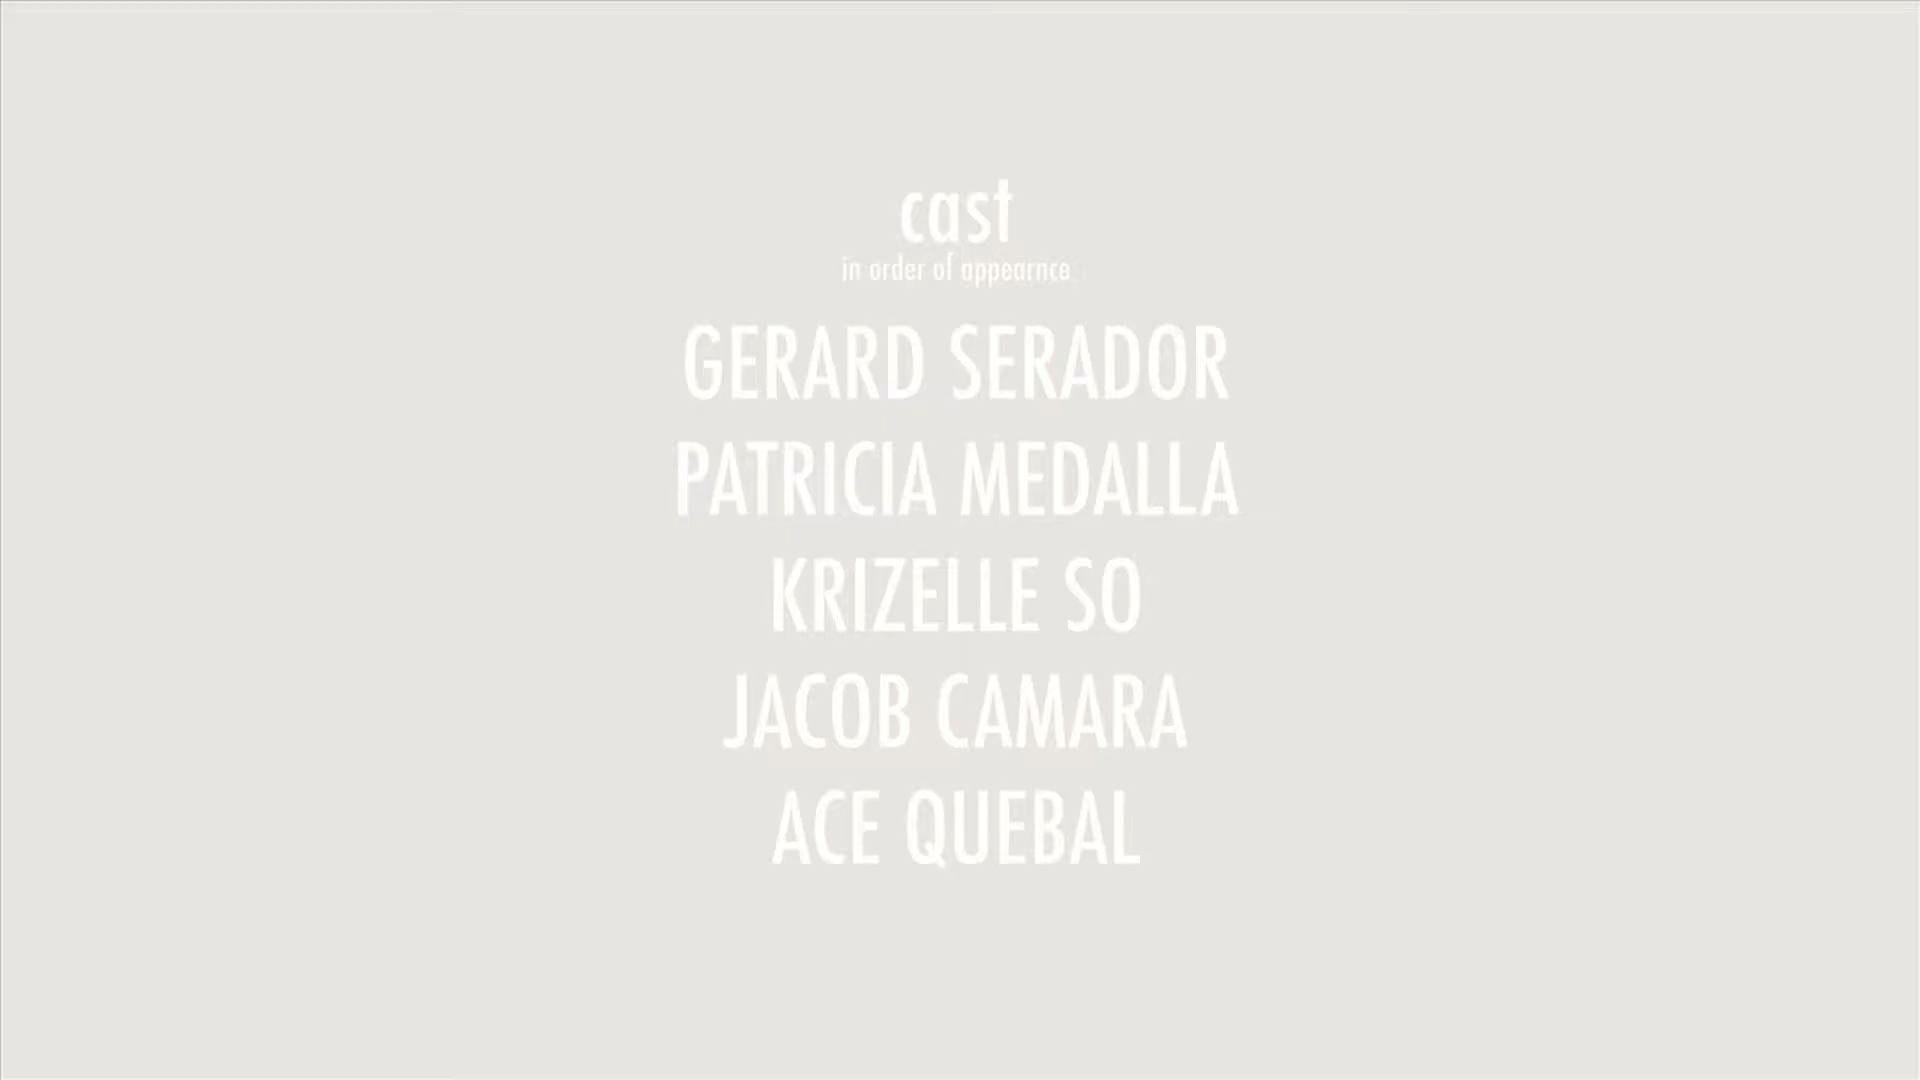 cast
in order of appearnce
GERARD SERADOR
PATRICIA MEDALLA
KRIZELLE SO
JACOB CAMARA
ACE QUEBAL